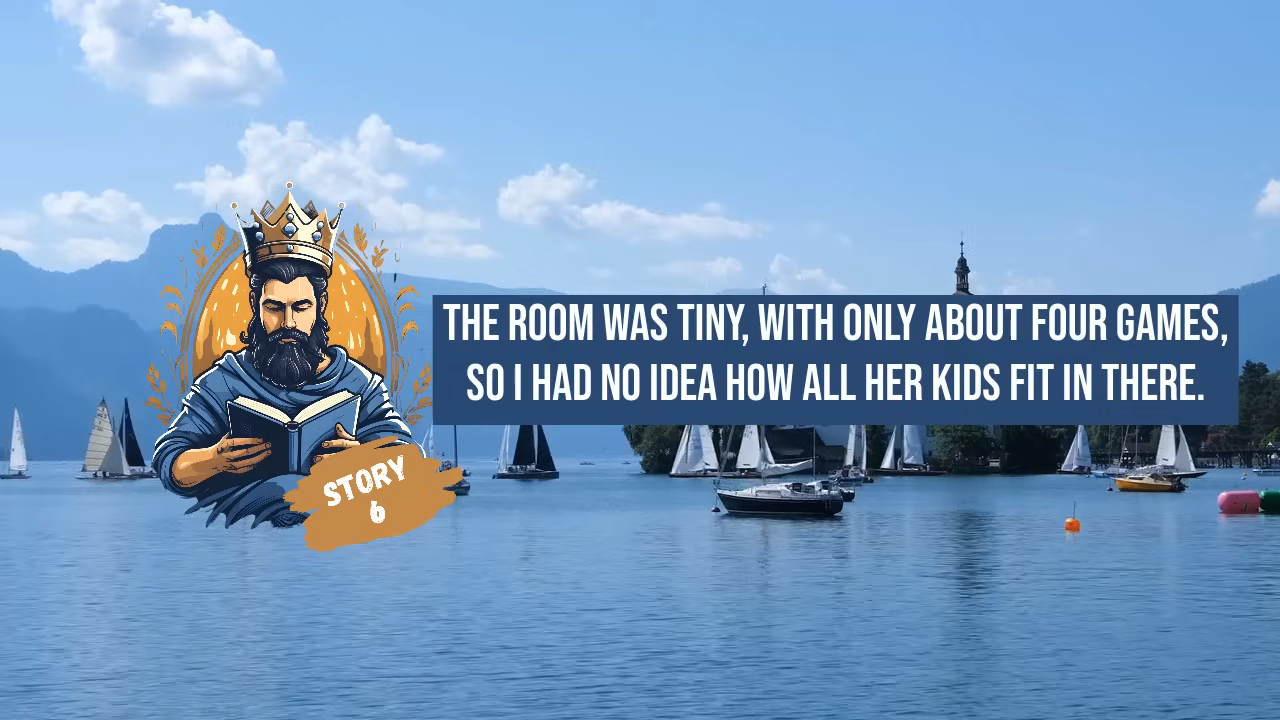 THE ROOM WAS TINY, WITH ONLY ABOUT FOUR GAMES,
SO I HAD NO IDEA HOW ALL HER KIDS FIT IN THERE.
STORY
6